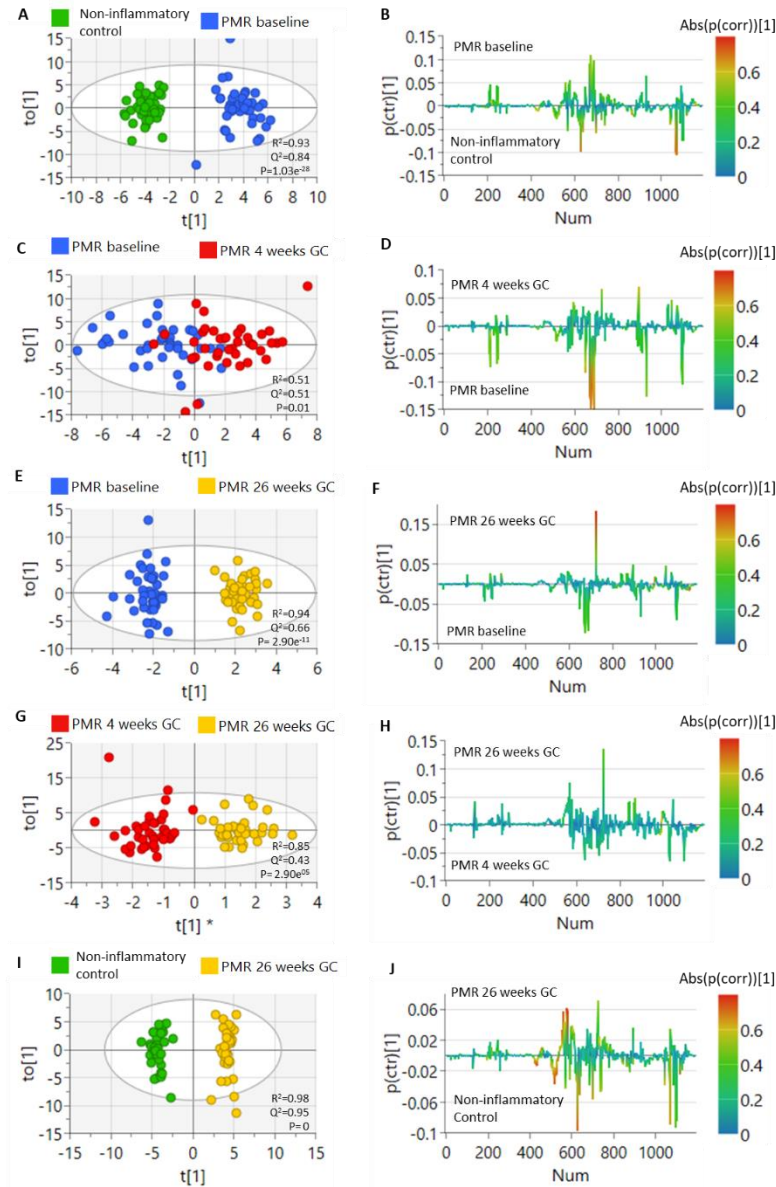 A
Non-inflammatory
control
PMR baseline
to[1]
15
10
5
0
-5
-10
-15
-8 -6 -4 -2 0 2 4 6 8 10
t[1]
R²=0.93
Q²=0.84
P=1.03e⁻²⁸
B
Abs(p(corr))[1]
PMR baseline
p(ctr)[1]
0.1
0.05
0
-0.05
-0.1
-0.15
Non-inflammatory
control
0 200 400 600 800 1000
Num
0.8
0.6
0.4
0.2
0
C
PMR baseline
PMR 4 weeks GC
to[1]
15
10
5
0
-5
-10
-15
-8 -6 -4 -2 0 2 4 6 8
t[1]
R²=0.51
Q²=0.51
P=0.01
D
Abs(p(corr))[1]
PMR 4 weeks GC
p(ctr)[1]
0.1
0.05
0
-0.05
-0.1
-0.15
PMR baseline
0 200 400 600 800 1000
Num
0.8
0.6
0.4
0.2
0
E
PMR baseline
PMR 26 weeks GC
to[1]
15
10
5
0
-5
-10
-6 -4 -2 0 2 4 6
t[1]
R²=0.94
Q²=0.66
P= 2.90e⁻¹¹
F
Abs(p(corr))[1]
PMR 26 weeks GC
p(ctr)[1]
0.15
0.05
0
-0.05
-0.15
PMR baseline
0 200 400 600 800 1000
Num
0.8
0.6
0.4
0.2
0
G
PMR 4 weeks GC
PMR 26 weeks GC
to[1]
25
15
5
0
-5
-15
-4 -3 -2 -1 0 1 2 3 4
t[1] *
R²=0.85
Q²=0.43
P= 2.90e⁰⁵
H
Abs(p(corr))[1]
PMR 26 weeks GC
p(ctr)[1]
0.15
0.1
0.05
0
-0.05
-0.1
PMR 4 weeks GC
0 200 400 600 800 1000
Num
0.8
0.6
0.4
0.2
0
I
Non-inflammatory
control
PMR 26 weeks GC
to[1]
15
10
5
0
-5
-10
-15
-15 -10 -5 0 5 10 15
t[1]
R²=0.98
Q²=0.95
P= 0
J
Abs(p(corr))[1]
PMR 26 weeks GC
p(ctr)[1]
0.06
0.02
0
-0.02
-0.06
-0.1
Non-inflammatory
Control
0 200 400 600 800 1000
Num
0.8
0.6
0.4
0.2
0